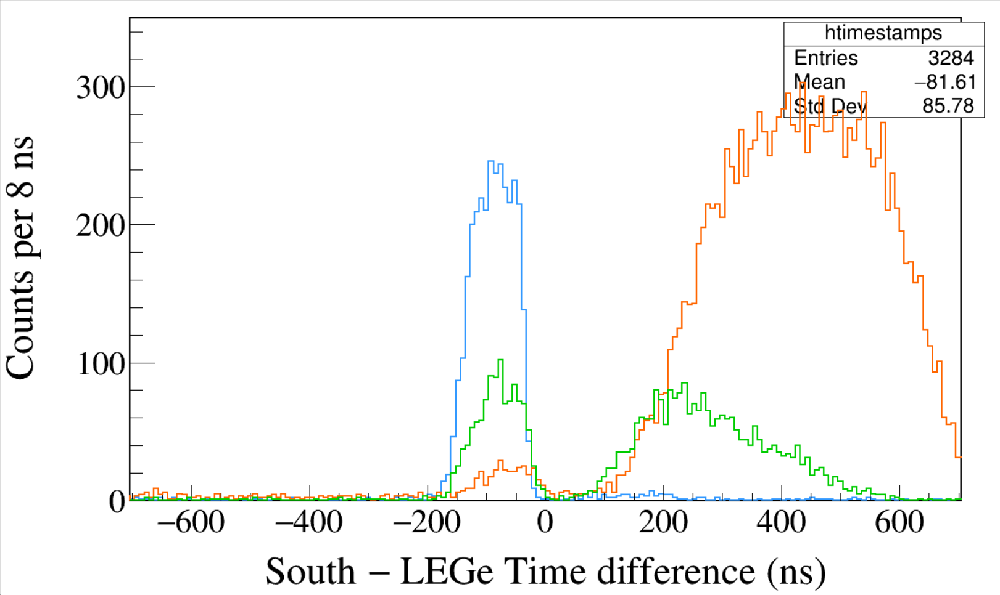 htimestamps
Entries 3284
Mean −81.61
Std Dev 85.78
Counts per 8 ns
300
200
100
0
−600 −400 −200 0 200 400 600
South − LEGe Time difference (ns)